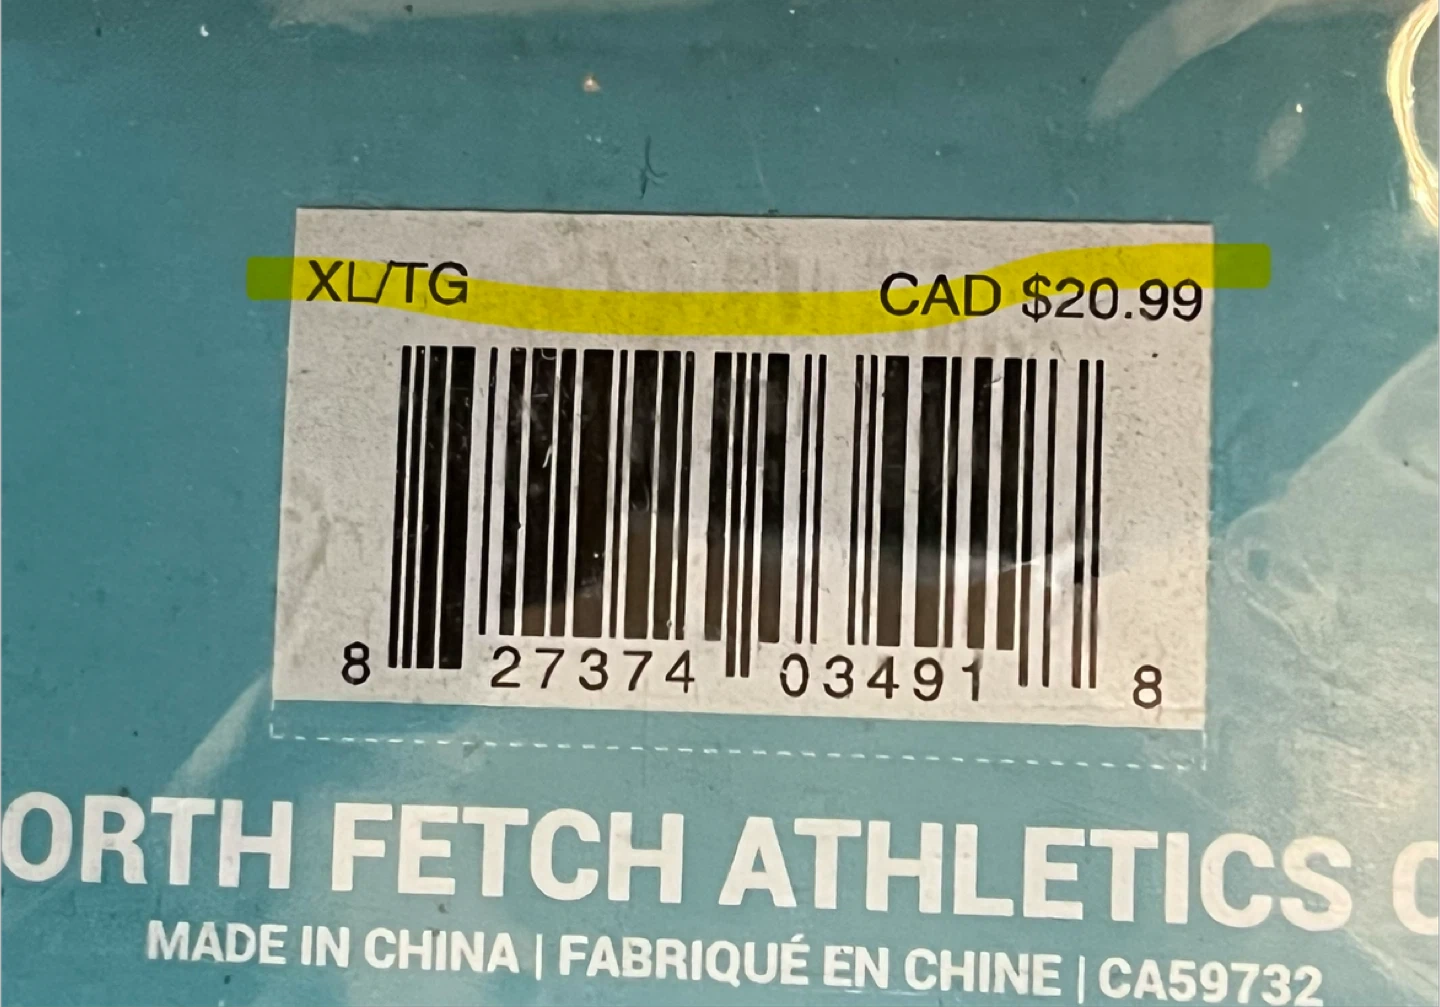 XL/TG CAD $20.99
8 27374 03491 8
ORTH FETCH ATHLETICS
MADE IN CHINA | FABRIQUÉ EN CHINE | CA59732